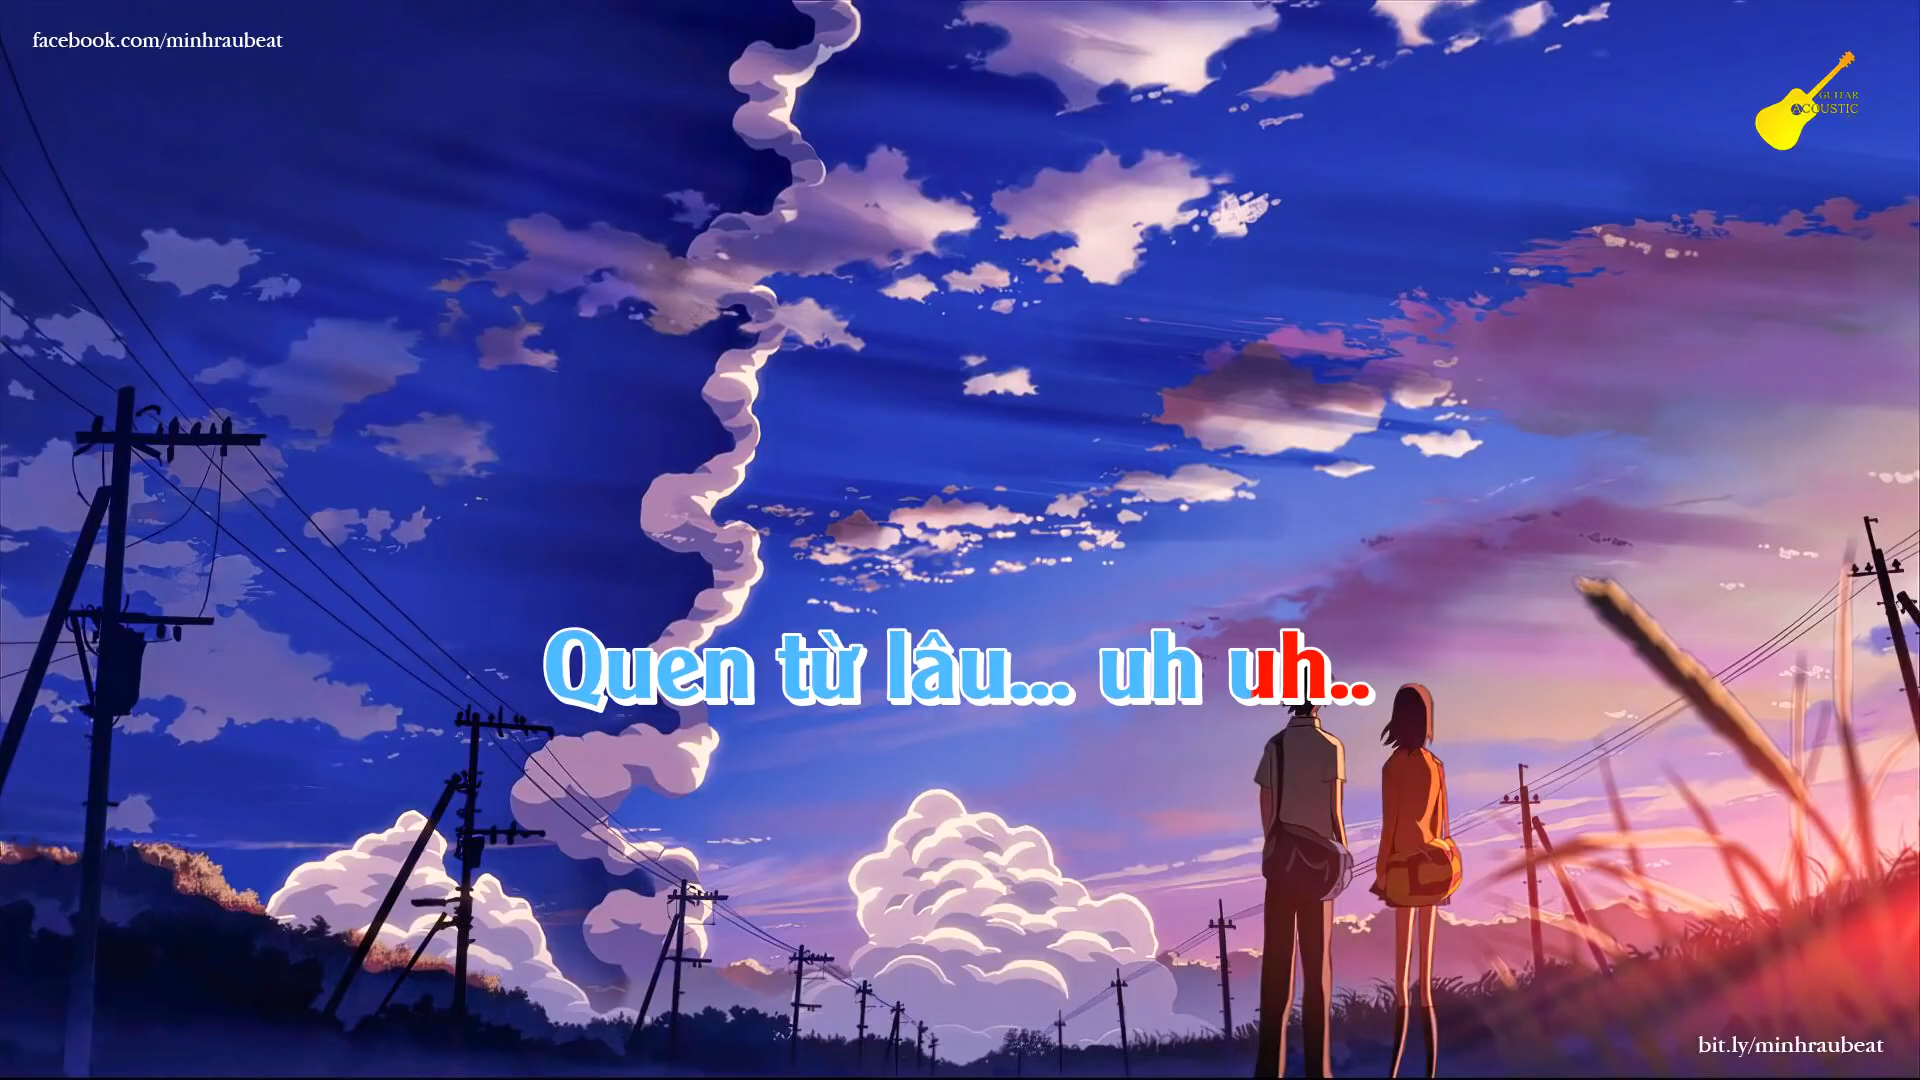 facebook.com/minhraubeat
GUITAR
ACOUSTIC
Quen từ lâu... uh uh..
bit.ly/minhraubeat